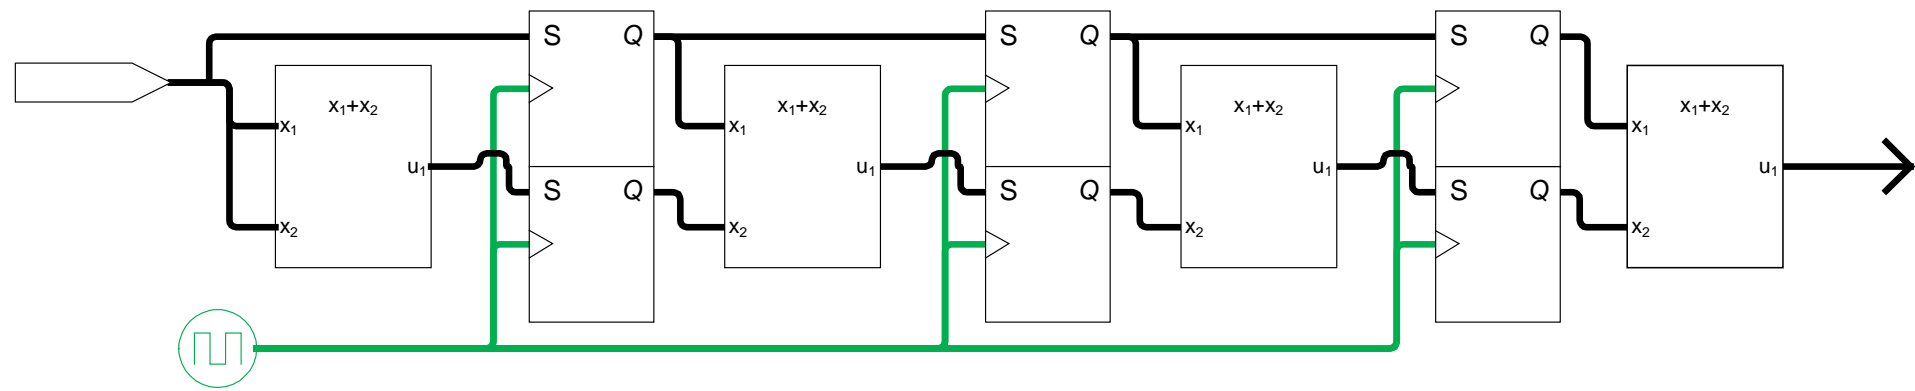 S Q S Q S Q
x₁+x₂ x₁+x₂ x₁+x₂ x₁+x₂
x₁ x₁ x₁ x₁
u₁ u₁ u₁ u₁
S Q S Q S Q
x₂ x₂ x₂ x₂